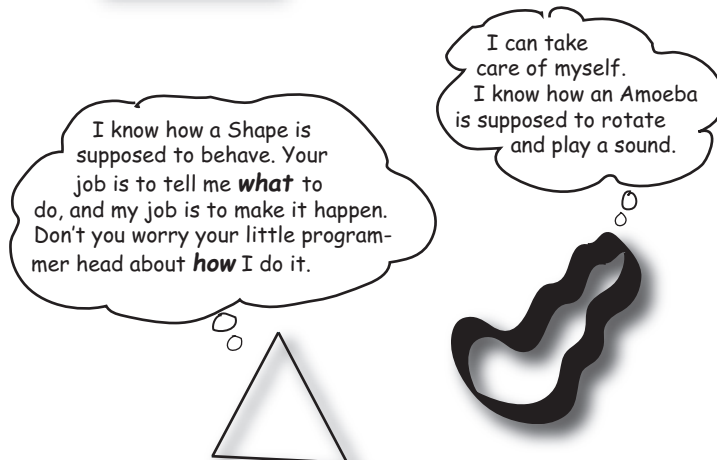 I can take
care of myself.
I know how an Amoeba
is supposed to rotate
and play a sound.
I know how a Shape is
supposed to behave. Your
job is to tell me what to
do, and my job is to make it happen.
Don't you worry your little program-
mer head about how I do it.